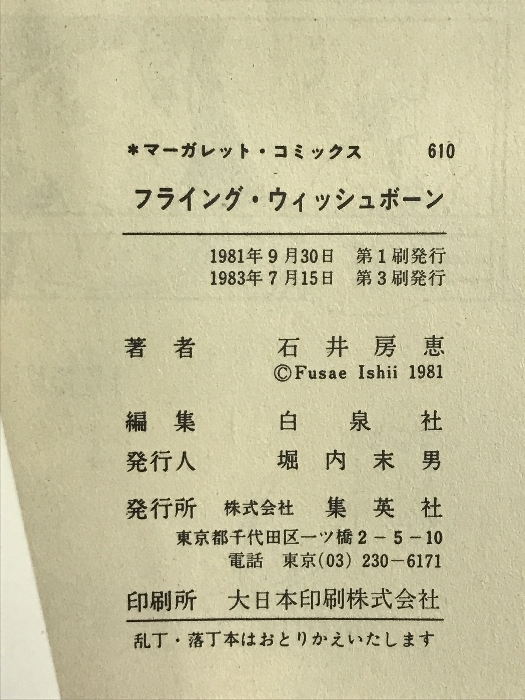 *マーガレット・コミックス 610
フライング・ウィッシュボーン
1981年9月30日 第1刷発行
1983年7月15日 第3刷発行
著者 石井房恵
©Fusae Ishii 1981
編集 白泉社
発行人 堀内末男
発行所 株式会社 集英社
東京都千代田区一ツ橋2－5－10
電話 東京(03) 230－6171
印刷所 大日本印刷株式会社
乱丁・落丁本はおとりかえいたします